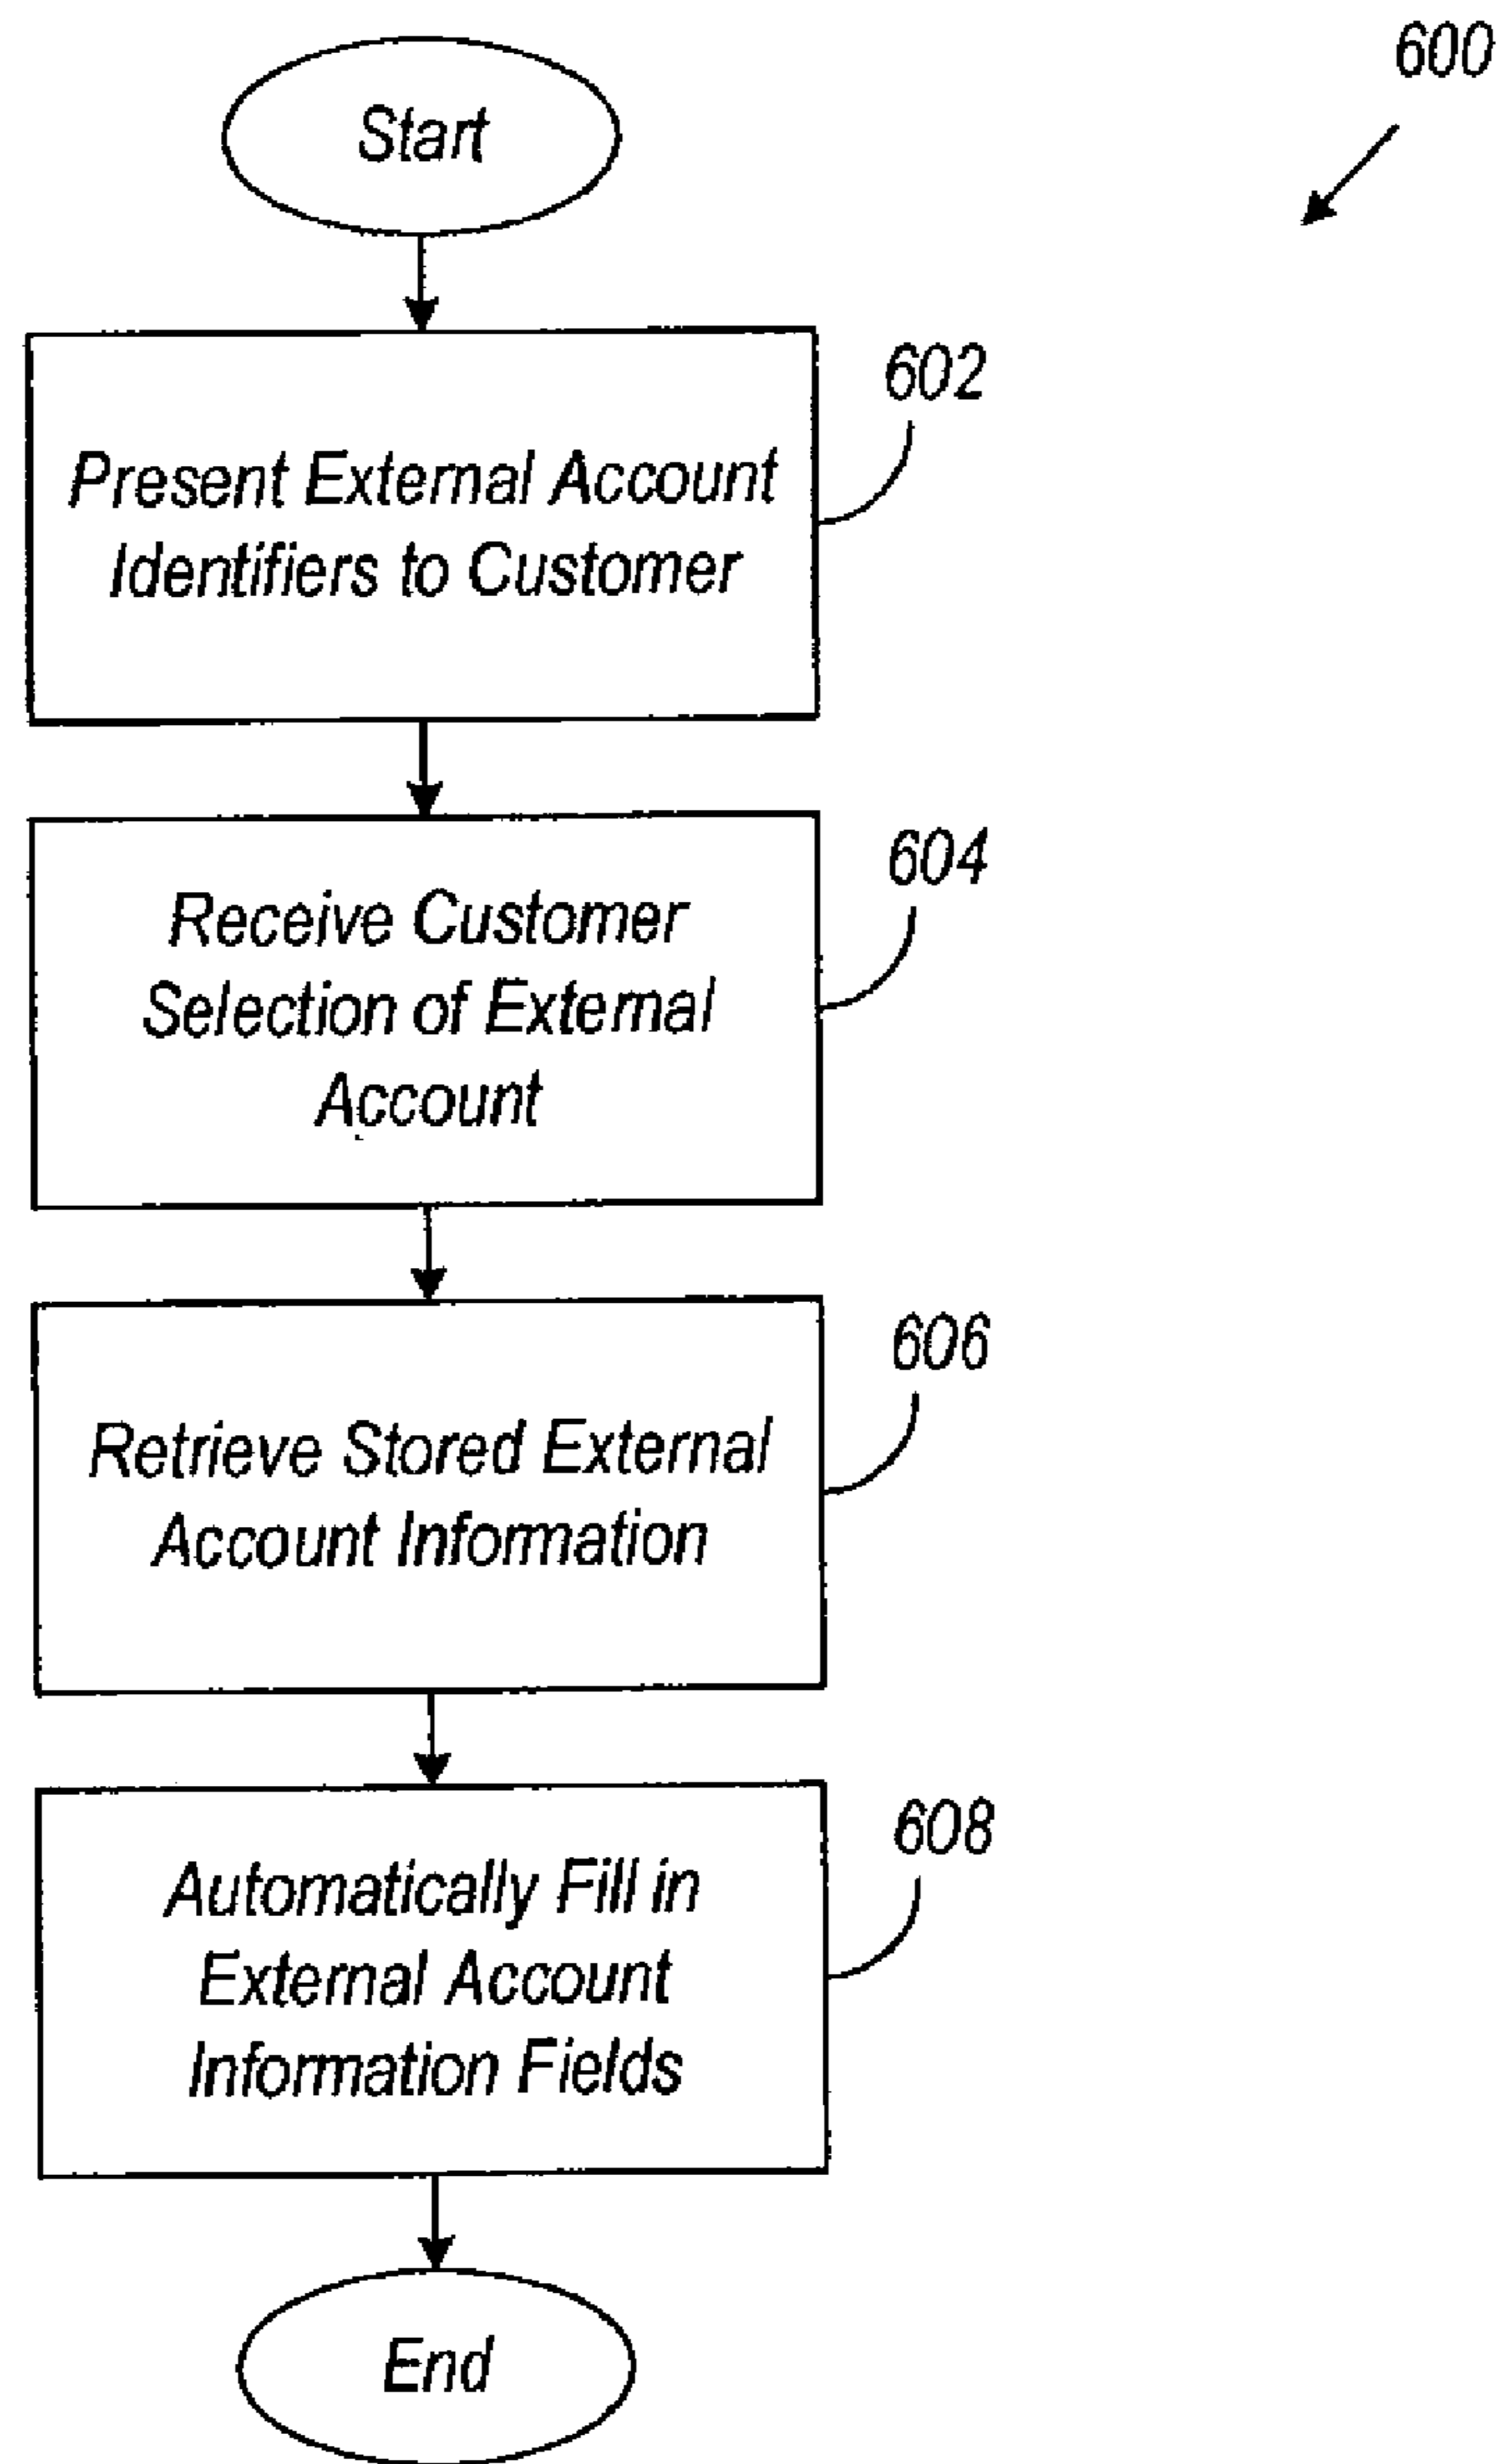 600
Start
602
Present External Account
Identifiers to Customer
604
Receive Customer
Selection of External
Account
606
Retrieve Stored External
Account Information
608
Automatically Fill in
External Account
Information Fields
End